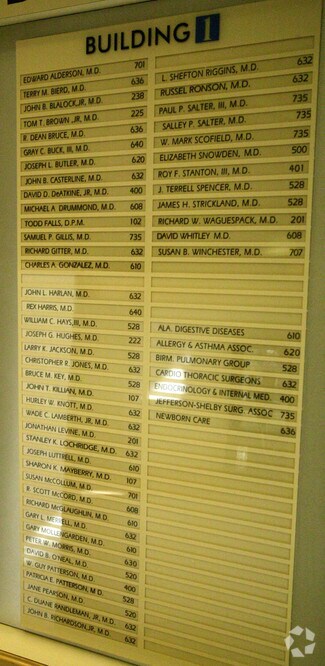 BUILDING 1
EDWARD ALDERSON, M.D. 701
TERRY M. BIERD, M.D. 636
JOHN B. BLALOCK,JR, M.D. 238
TOM T. BROWN ,JR, M.D. 225
R. DEAN BRUCE, M.D. 636
GRAY C. BUCK, III, M.D. 640
JOSEPH L. BUTLER, M.D. 620
JOHN B. CASTERLINE, M.D. 632
DAVID D. DeATKINE, JR, M.D. 400
MICHAEL A. DRUMMOND, M.D. 608
TODD FALLS, D.P.M. 102
SAMUEL P. GILLIS, M.D. 735
RICHARD GITTER, M.D. 632
CHARLES A. GONZALEZ, M.D. 610
JOHN L. HARLAN, M.D. 632
REX HARRIS, M.D. 640
WILLIAM C. HAYS,III, M.D. 528
JOSEPH G. HUGHES, M.D. 222
LARRY K. JACKSON, M.D. 528
CHRISTOPHER R. JONES, M.D. 632
BRUCE M. KEY, M.D. 528
JOHN T. KILLIAN, M.D. 107
HURLEY W. KNOTT, M.D. 632
WADE C. LAMBERTH, JR, M.D. 632
JONATHAN LEVINE, M.D. 201
STANLEY K. LOCHRIDGE, M.D. 632
JOSEPH LUTTRELL, M.D. 610
SHARON K. MAYBERRY, M.D. 107
SUSAN McCOLLUM, M.D. 701
R. SCOTT McCORD, M.D. 608
RICHARD McGLAUGHLIN, M.D. 610
GARY L. MERRELL, M.D. 632
GARY MOLLENGARDEN, M.D. 610
PETER W. MORRIS, M.D. 630
DAVID B. O'NEAL, M.D. 520
W. GUY PATTERSON, M.D. 400
PATRICIA E. PATTERSON, M.D. 528
JANE PEARSON, M.D. 520
C. DUANE RANDLEMAN, JR, M.D. 632
JOHN B. RICHARDSON,JR, M.D. 632
L. SHEFTON RIGGINS, M.D. 632
RUSSEL RONSON, M.D. 632
PAUL P. SALTER, III, M.D. 735
SALLEY P. SALTER, M.D. 735
W. MARK SCOFIELD, M.D. 735
ELIZABETH SNOWDEN, M.D. 500
ROY F. STANTON, III, M.D. 401
J. TERRELL SPENCER, M.D. 528
JAMES H. STRICKLAND, M.D. 528
RICHARD W. WAGUESPACK, M.D. 201
DAVID WHITLEY M.D. 608
SUSAN B. WINCHESTER, M.D. 707
ALA. DIGESTIVE DISEASES 610
ALLERGY & ASTHMA ASSOC. 620
BIRM. PULMONARY GROUP 528
CARDIO THORACIC SURGEONS 632
ENDOCRINOLOGY & INTERNAL MED. 400
JEFFERSON-SHELBY SURG. ASSOC 735
NEWBORN CARE 636